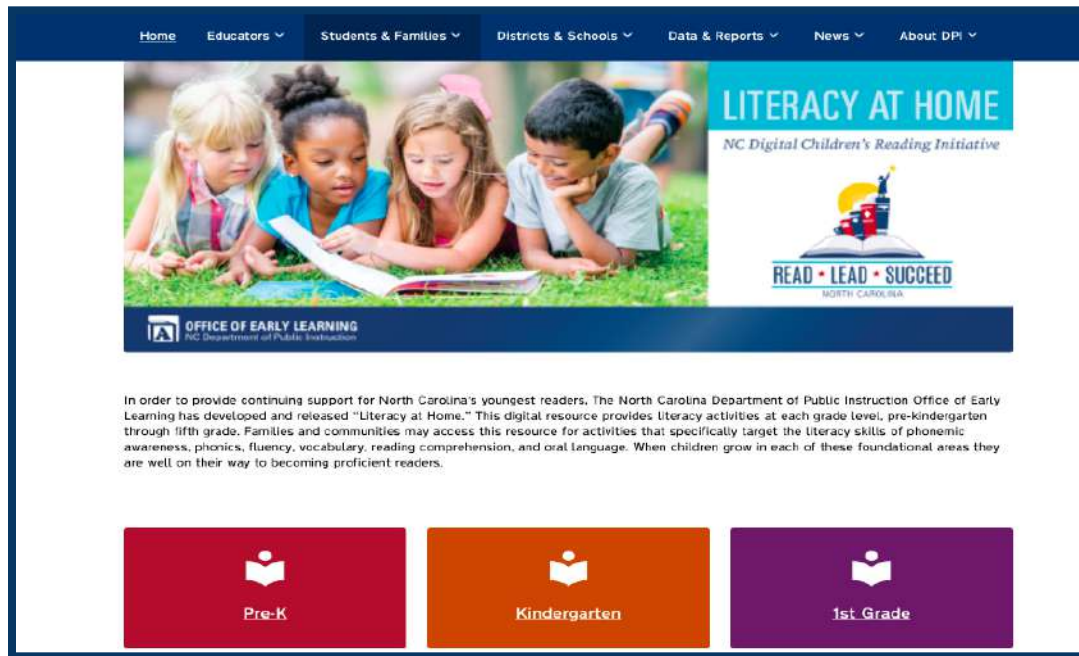 Home Educators Students & Families Districts & Schools Data & Reports News About DPI
LITERACY AT HOME
NC Digital Children's Reading Initiative
READ • LEAD • SUCCEED
NORTH CAROLINA
A
OFFICE OF EARLY LEARNING
NC Department of Public Instruction
In order to provide continuing support for North Carolina's youngest readers, The North Carolina Department of Public Instruction Office of Early
Learning has developed and released "Literacy at Home." This digital resource provides literacy activities at each grade level, pre-kindergarten
through fifth grade. Families and communities may access this resource for activities that specifically target the literacy skills of phonemic
awareness, phonics, fluency, vocabulary, reading comprehension, and oral language. When children grow in each of these foundational areas they
are well on their way to becoming proficient readers.
Pre-K Kindergarten 1st Grade